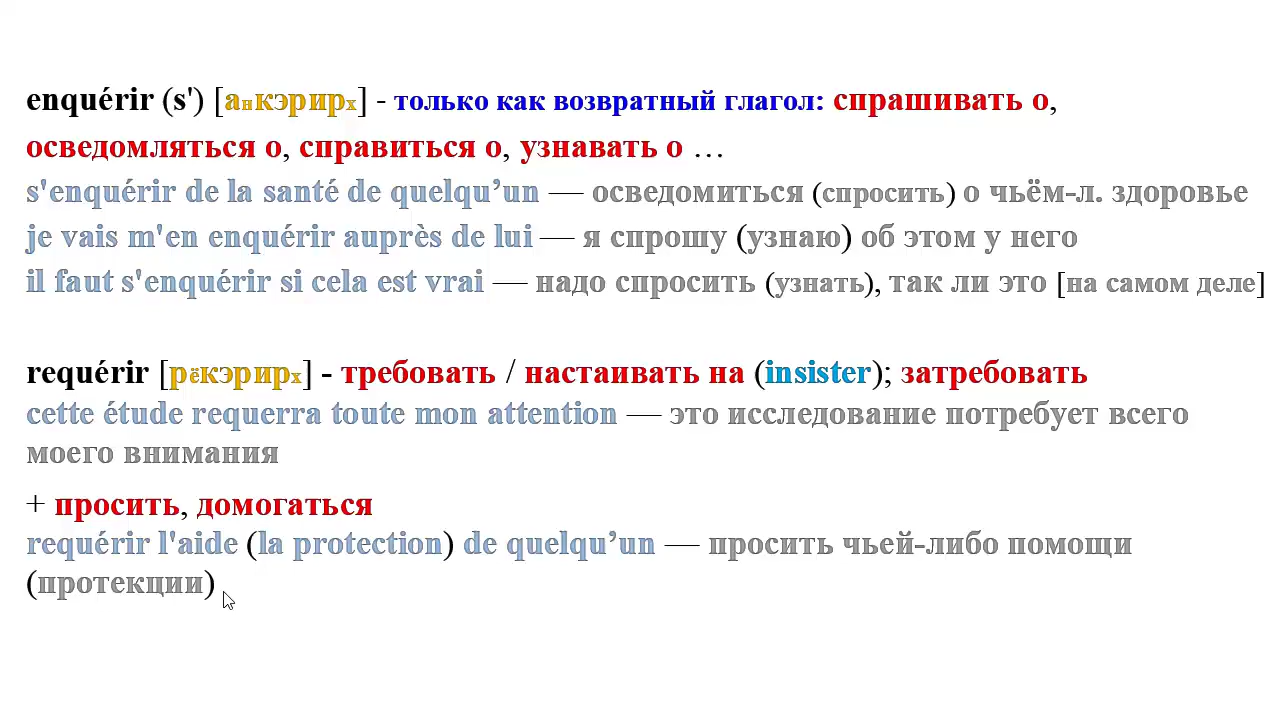 enquérir (s') [анкэрирх] - только как возвратный глагол: спрашивать о,
осведомляться о, справиться о, узнавать о …
s'enquérir de la santé de quelqu’un — осведомиться (спросить) о чьём-л. здоровье
je vais m'en enquérir auprès de lui — я спрошу (узнаю) об этом у него
il faut s'enquérir si cela est vrai — надо спросить (узнать), так ли это [на самом деле]
requérir [рёкэрирх] - требовать / настаивать на (insister); затребовать
cette étude requerra toute mon attention — это исследование потребует всего
моего внимания
+ просить, домогаться
requérir l'aide (la protection) de quelqu’un — просить чьей-либо помощи
(протекции)